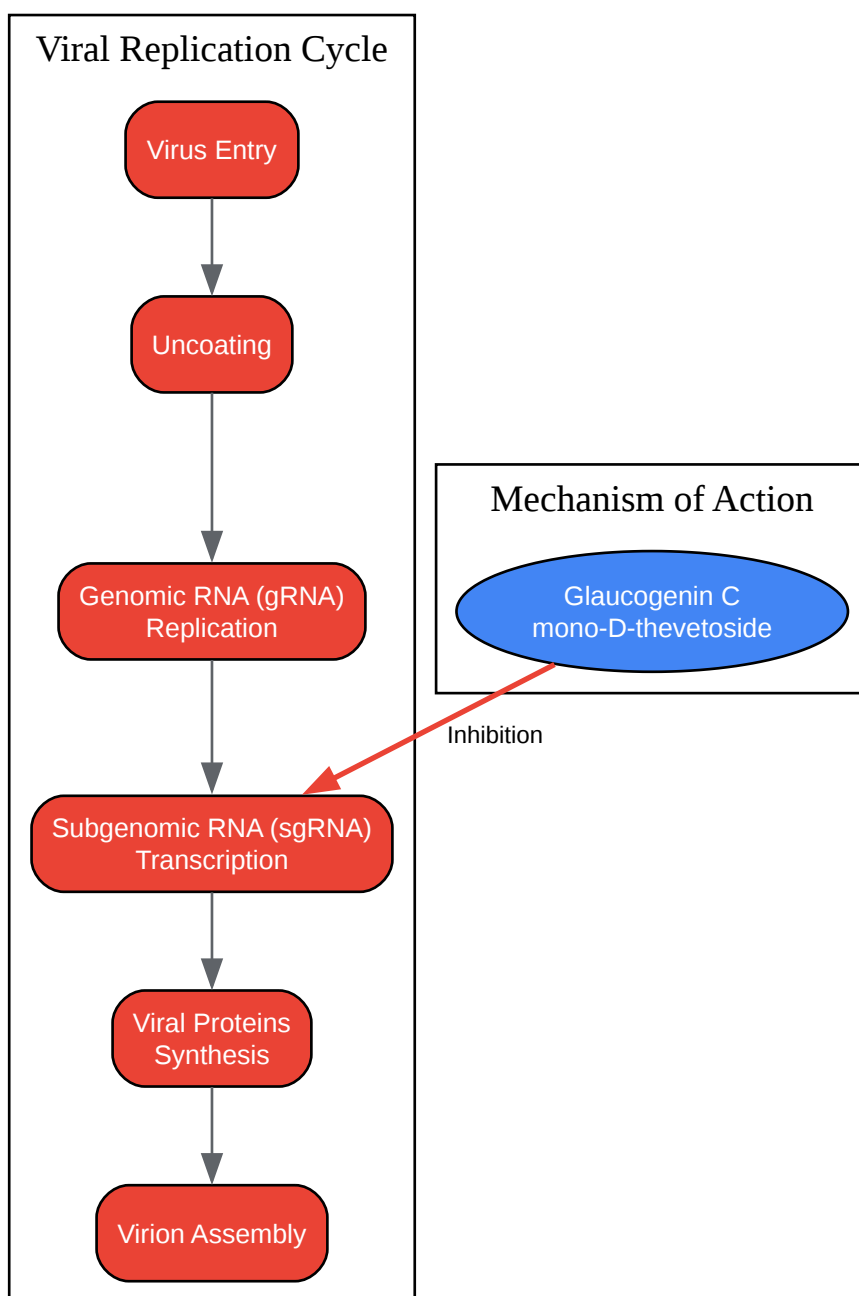 Viral Replication Cycle
Virus Entry
Uncoating
Genomic RNA (gRNA)
Replication
Subgenomic RNA (sgRNA)
Transcription
Viral Proteins
Synthesis
Virion Assembly
Mechanism of Action
Glaucogenin C
mono-D-thevetoside
Inhibition